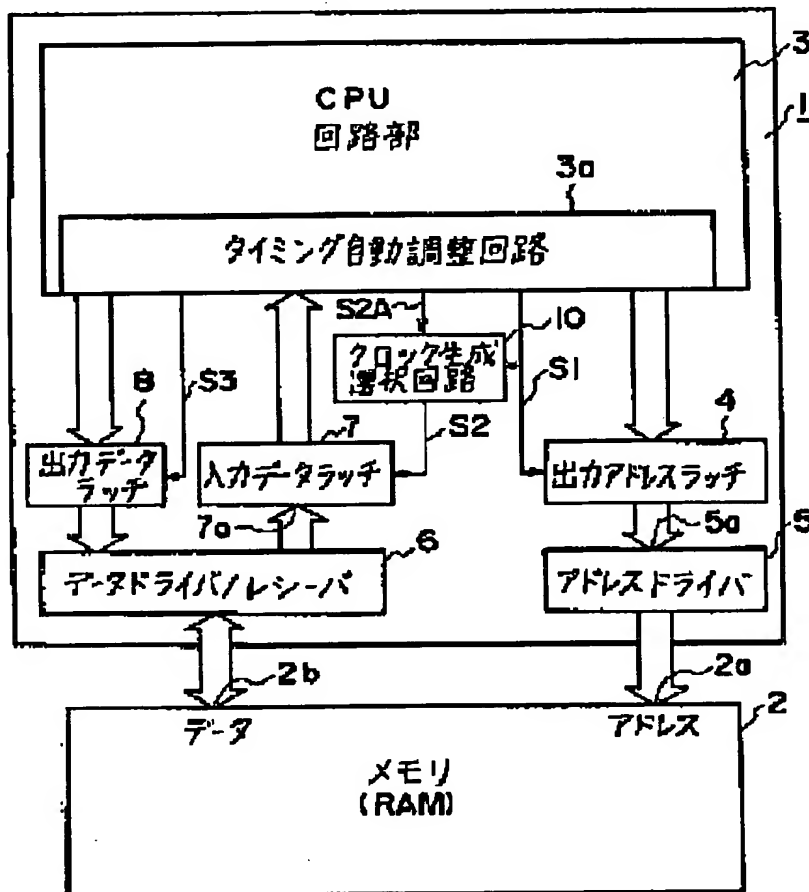 3
1
CPU
回路部
3a
タイミング自動調整回路
S2A
10
クロック生成
選択回路
8
S3
S1
7
S2
4
出力データ
ラッチ
入力データラッチ
出力アドレスラッチ
7a
6
5a
5
データドライバ/レシーバ
アドレスドライバ
2b
2a
データ
アドレス
2
メモリ
(RAM)